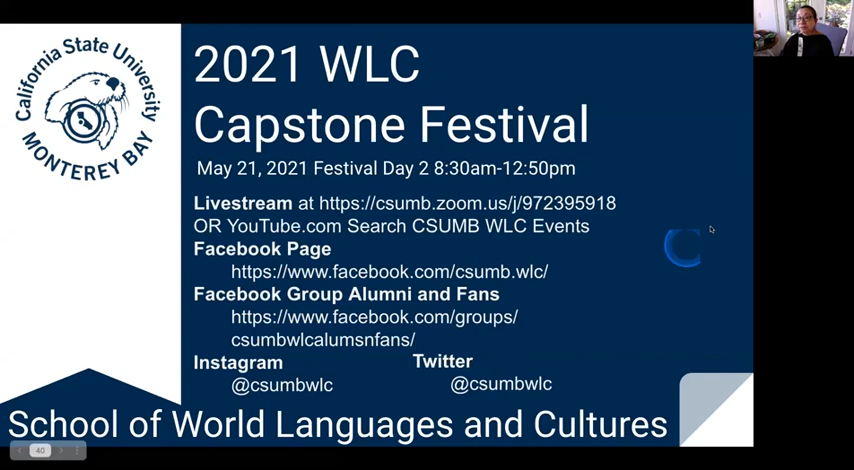 California State University
MONTEREY BAY
2021 WLC
Capstone Festival
May 21, 2021 Festival Day 2 8:30am-12:50pm
Livestream at https://csumb.zoom.us/j/972395918
OR YouTube.com Search CSUMB WLC Events
Facebook Page
https://www.facebook.com/csumb.wlc/
Facebook Group Alumni and Fans
https://www.facebook.com/groups/
csumbwlcalumsnfans/
Instagram Twitter
@csumbwlc @csumbwlc
School of World Languages and Cultures
40